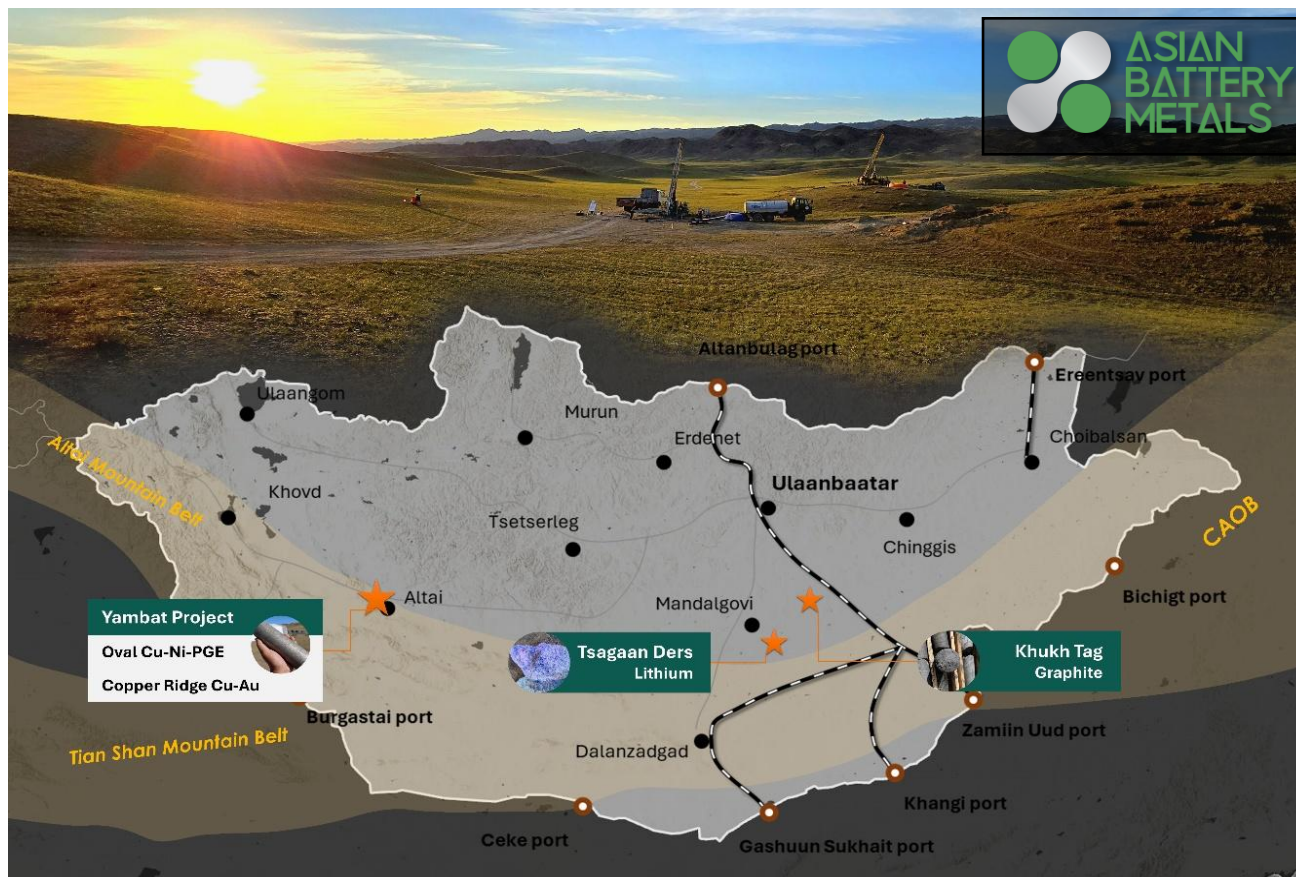 ASIAN
BATTERY
METALS
Altanbulag port
Ereentsav port
Ulaangom
Murun
Erdenet
Choibalsan
Altai Mountain Belt
Khovd
Ulaanbaatar
Tsetserleg
Chinggis
CAOB
Bichigt port
Altai
Mandalgovi
Yambat Project
Oval Cu-Ni-PGE
Copper Ridge Cu-Au
Tsagaan Ders
Lithium
Khukh Tag
Graphite
Burgastai port
Zamiin Uud port
Tian Shan Mountain Belt
Dalanzadgad
Khangi port
Ceke port
Gashuun Sukhait port